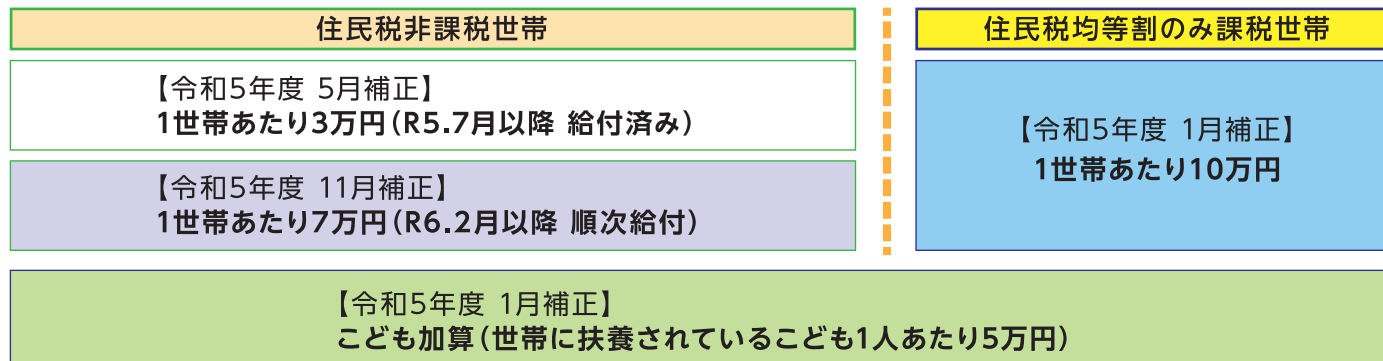 住民税非課税世帯
住民税均等割のみ課税世帯
【令和5年度 5月補正】
1世帯あたり3万円(R5.7月以降 給付済み)
【令和5年度 11月補正】
1世帯あたり7万円(R6.2月以降 順次給付)
【令和5年度 1月補正】
1世帯あたり10万円
【令和5年度 1月補正】
こども加算(世帯に扶養されているこども1人あたり5万円)